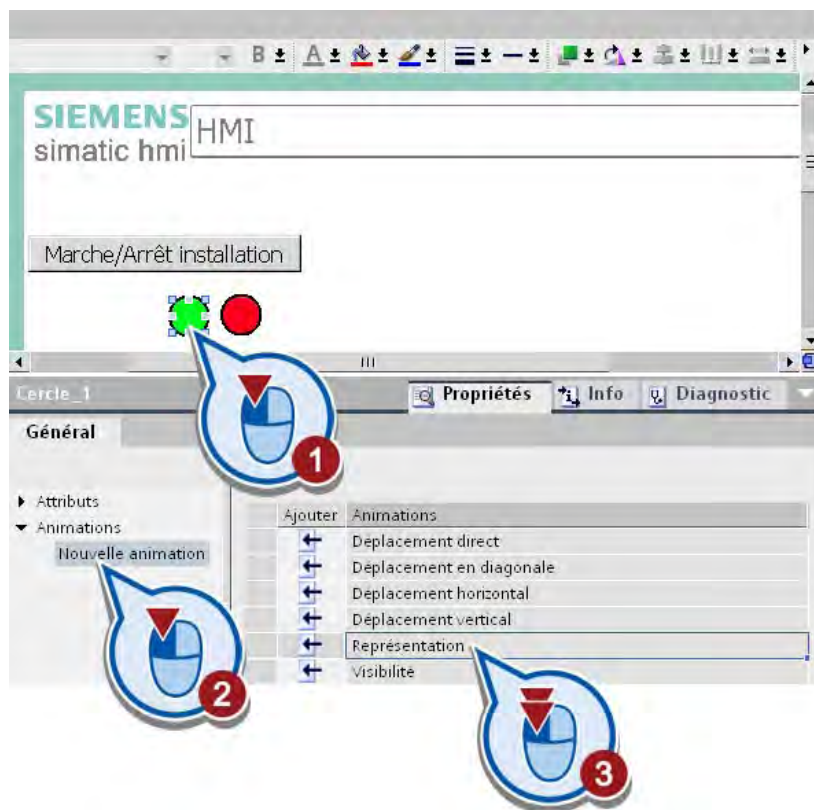 B A
SIEMENS
simatic hmi
HMI
Marche/Arrêt installation
1
Cercle_1
Propriétés
Info
Diagnostic
Général
Attributs
Animations
Nouvelle animation
Ajouter Animations
Déplacement direct
Déplacement en diagonale
Déplacement horizontal
Déplacement vertical
Représentation
Visibilité
2
3